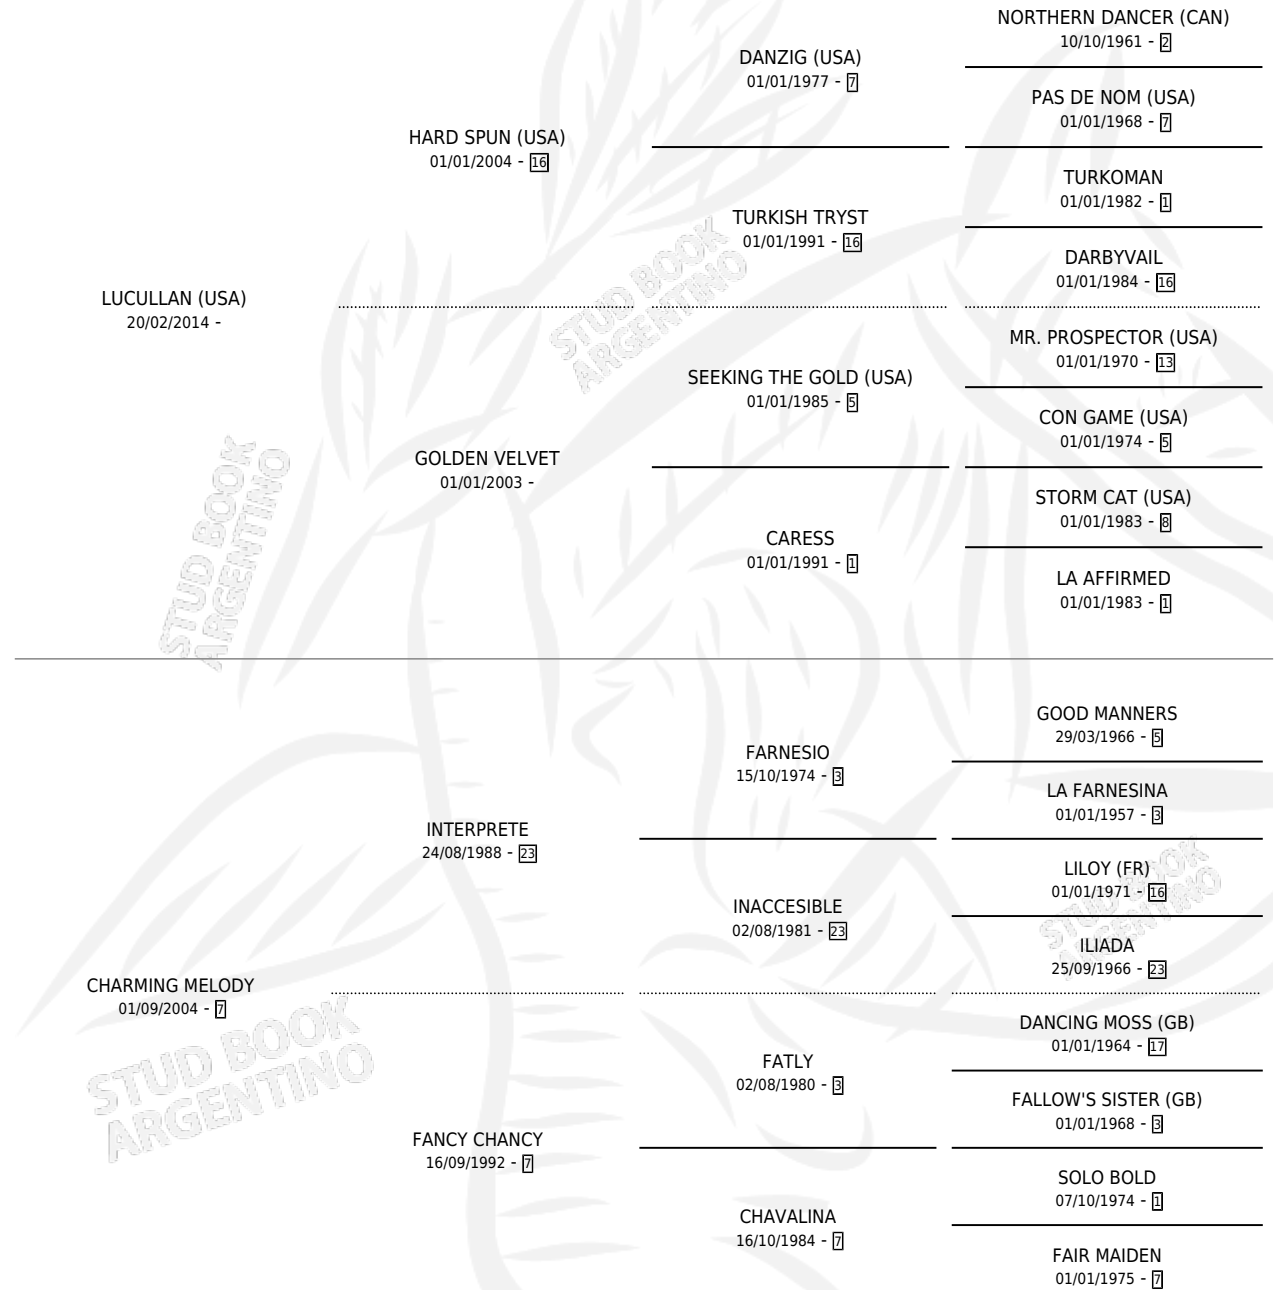 NORTHERN DANCER (CAN)
10/10/1961 - 2
DANZIG (USA)
01/01/1977 - 7
PAS DE NOM (USA)
01/01/1968 - 7
HARD SPUN (USA)
01/01/2004 - 16
TURKOMAN
01/01/1982 - 1
TURKISH TRYST
01/01/1991 - 16
DARBYVAIL
01/01/1984 - 16
LUCULLAN (USA)
20/02/2014 -
MR. PROSPECTOR (USA)
01/01/1970 - 13
SEEKING THE GOLD (USA)
01/01/1985 - 5
CON GAME (USA)
01/01/1974 - 5
GOLDEN VELVET
01/01/2003 -
STORM CAT (USA)
01/01/1983 - 8
CARESS
01/01/1991 - 1
LA AFFIRMED
01/01/1983 - 1
GOOD MANNERS
29/03/1966 - 5
FARNESIO
15/10/1974 - 3
LA FARNESINA
01/01/1957 - 3
INTERPRETE
24/08/1988 - 23
LILOY (FR)
01/01/1971 - 16
INACCESIBLE
02/08/1981 - 23
ILIADA
25/09/1966 - 23
CHARMING MELODY
01/09/2004 - 7
DANCING MOSS (GB)
01/01/1964 - 17
FATLY
02/08/1980 - 3
FALLOW'S SISTER (GB)
01/01/1968 - 3
FANCY CHANCY
16/09/1992 - 7
SOLO BOLD
07/10/1974 - 1
CHAVALINA
16/10/1984 - 7
FAIR MAIDEN
01/01/1975 - 7
STUD BOOK
ARGENTINO
STUD BOOK
ARGENTINO
STUD BOOK
ARGENTINO
STUD BOOK
ARGENTINO